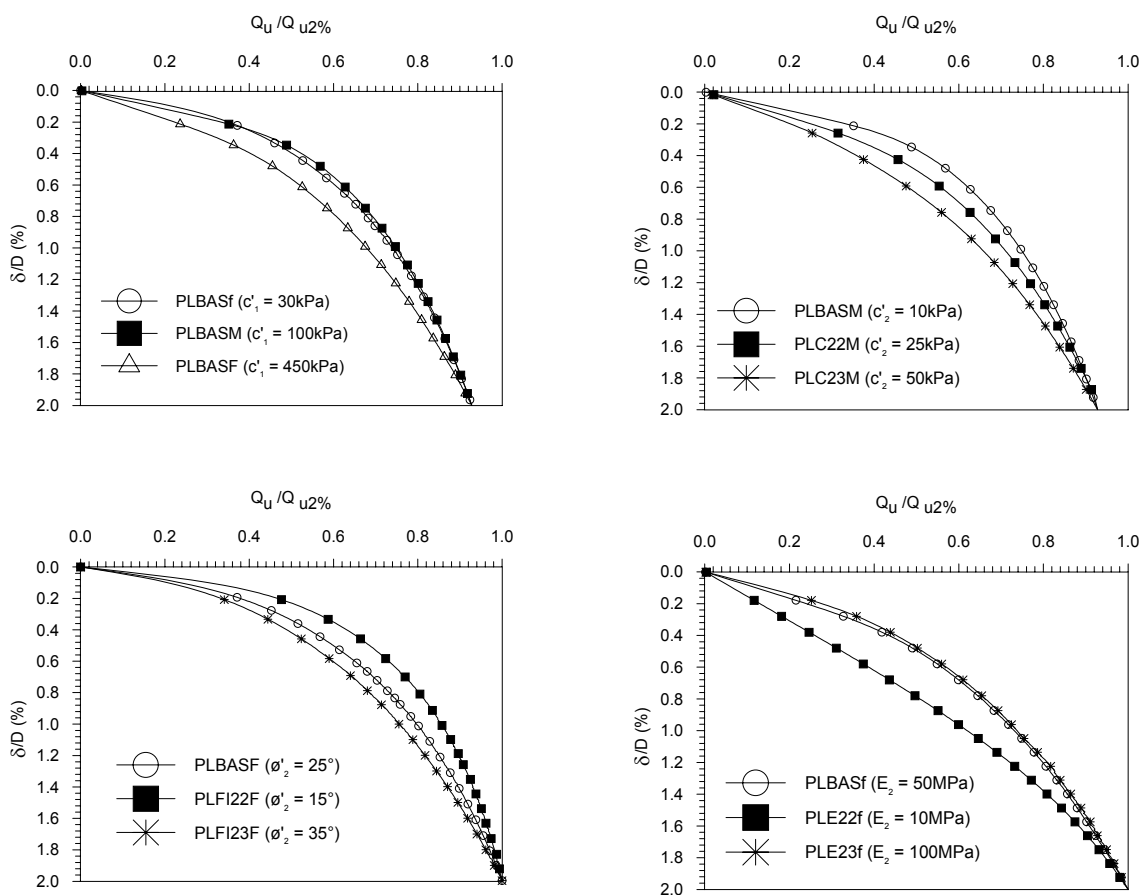 Qu /Q u2%
0.0 0.2 0.4 0.6 0.8 1.0
0.0
0.2
0.4
0.6
0.8
1.0
1.2
1.4
1.6
1.8
2.0
δ/D (%)
PLBASf (c'1 = 30kPa)
PLBASM (c'1 = 100kPa)
PLBASF (c'1 = 450kPa)
Qu /Q u2%
0.0 0.2 0.4 0.6 0.8 1.0
0.0
0.2
0.4
0.6
0.8
1.0
1.2
1.4
1.6
1.8
2.0
δ/D (%)
PLBASM (c'2 = 10kPa)
PLC22M (c'2 = 25kPa)
PLC23M (c'2 = 50kPa)
Qu /Q u2%
0.0 0.2 0.4 0.6 0.8 1.0
0.0
0.2
0.4
0.6
0.8
1.0
1.2
1.4
1.6
1.8
2.0
δ/D (%)
PLBASF (ø'2 = 25°)
PLFI22F (ø'2 = 15°)
PLFI23F (ø'2 = 35°)
Qu /Q u2%
0.0 0.2 0.4 0.6 0.8 1.0
0.0
0.2
0.4
0.6
0.8
1.0
1.2
1.4
1.6
1.8
2.0
δ/D (%)
PLBASf (E2 = 50MPa)
PLE22f (E2 = 10MPa)
PLE23f (E2 = 100MPa)